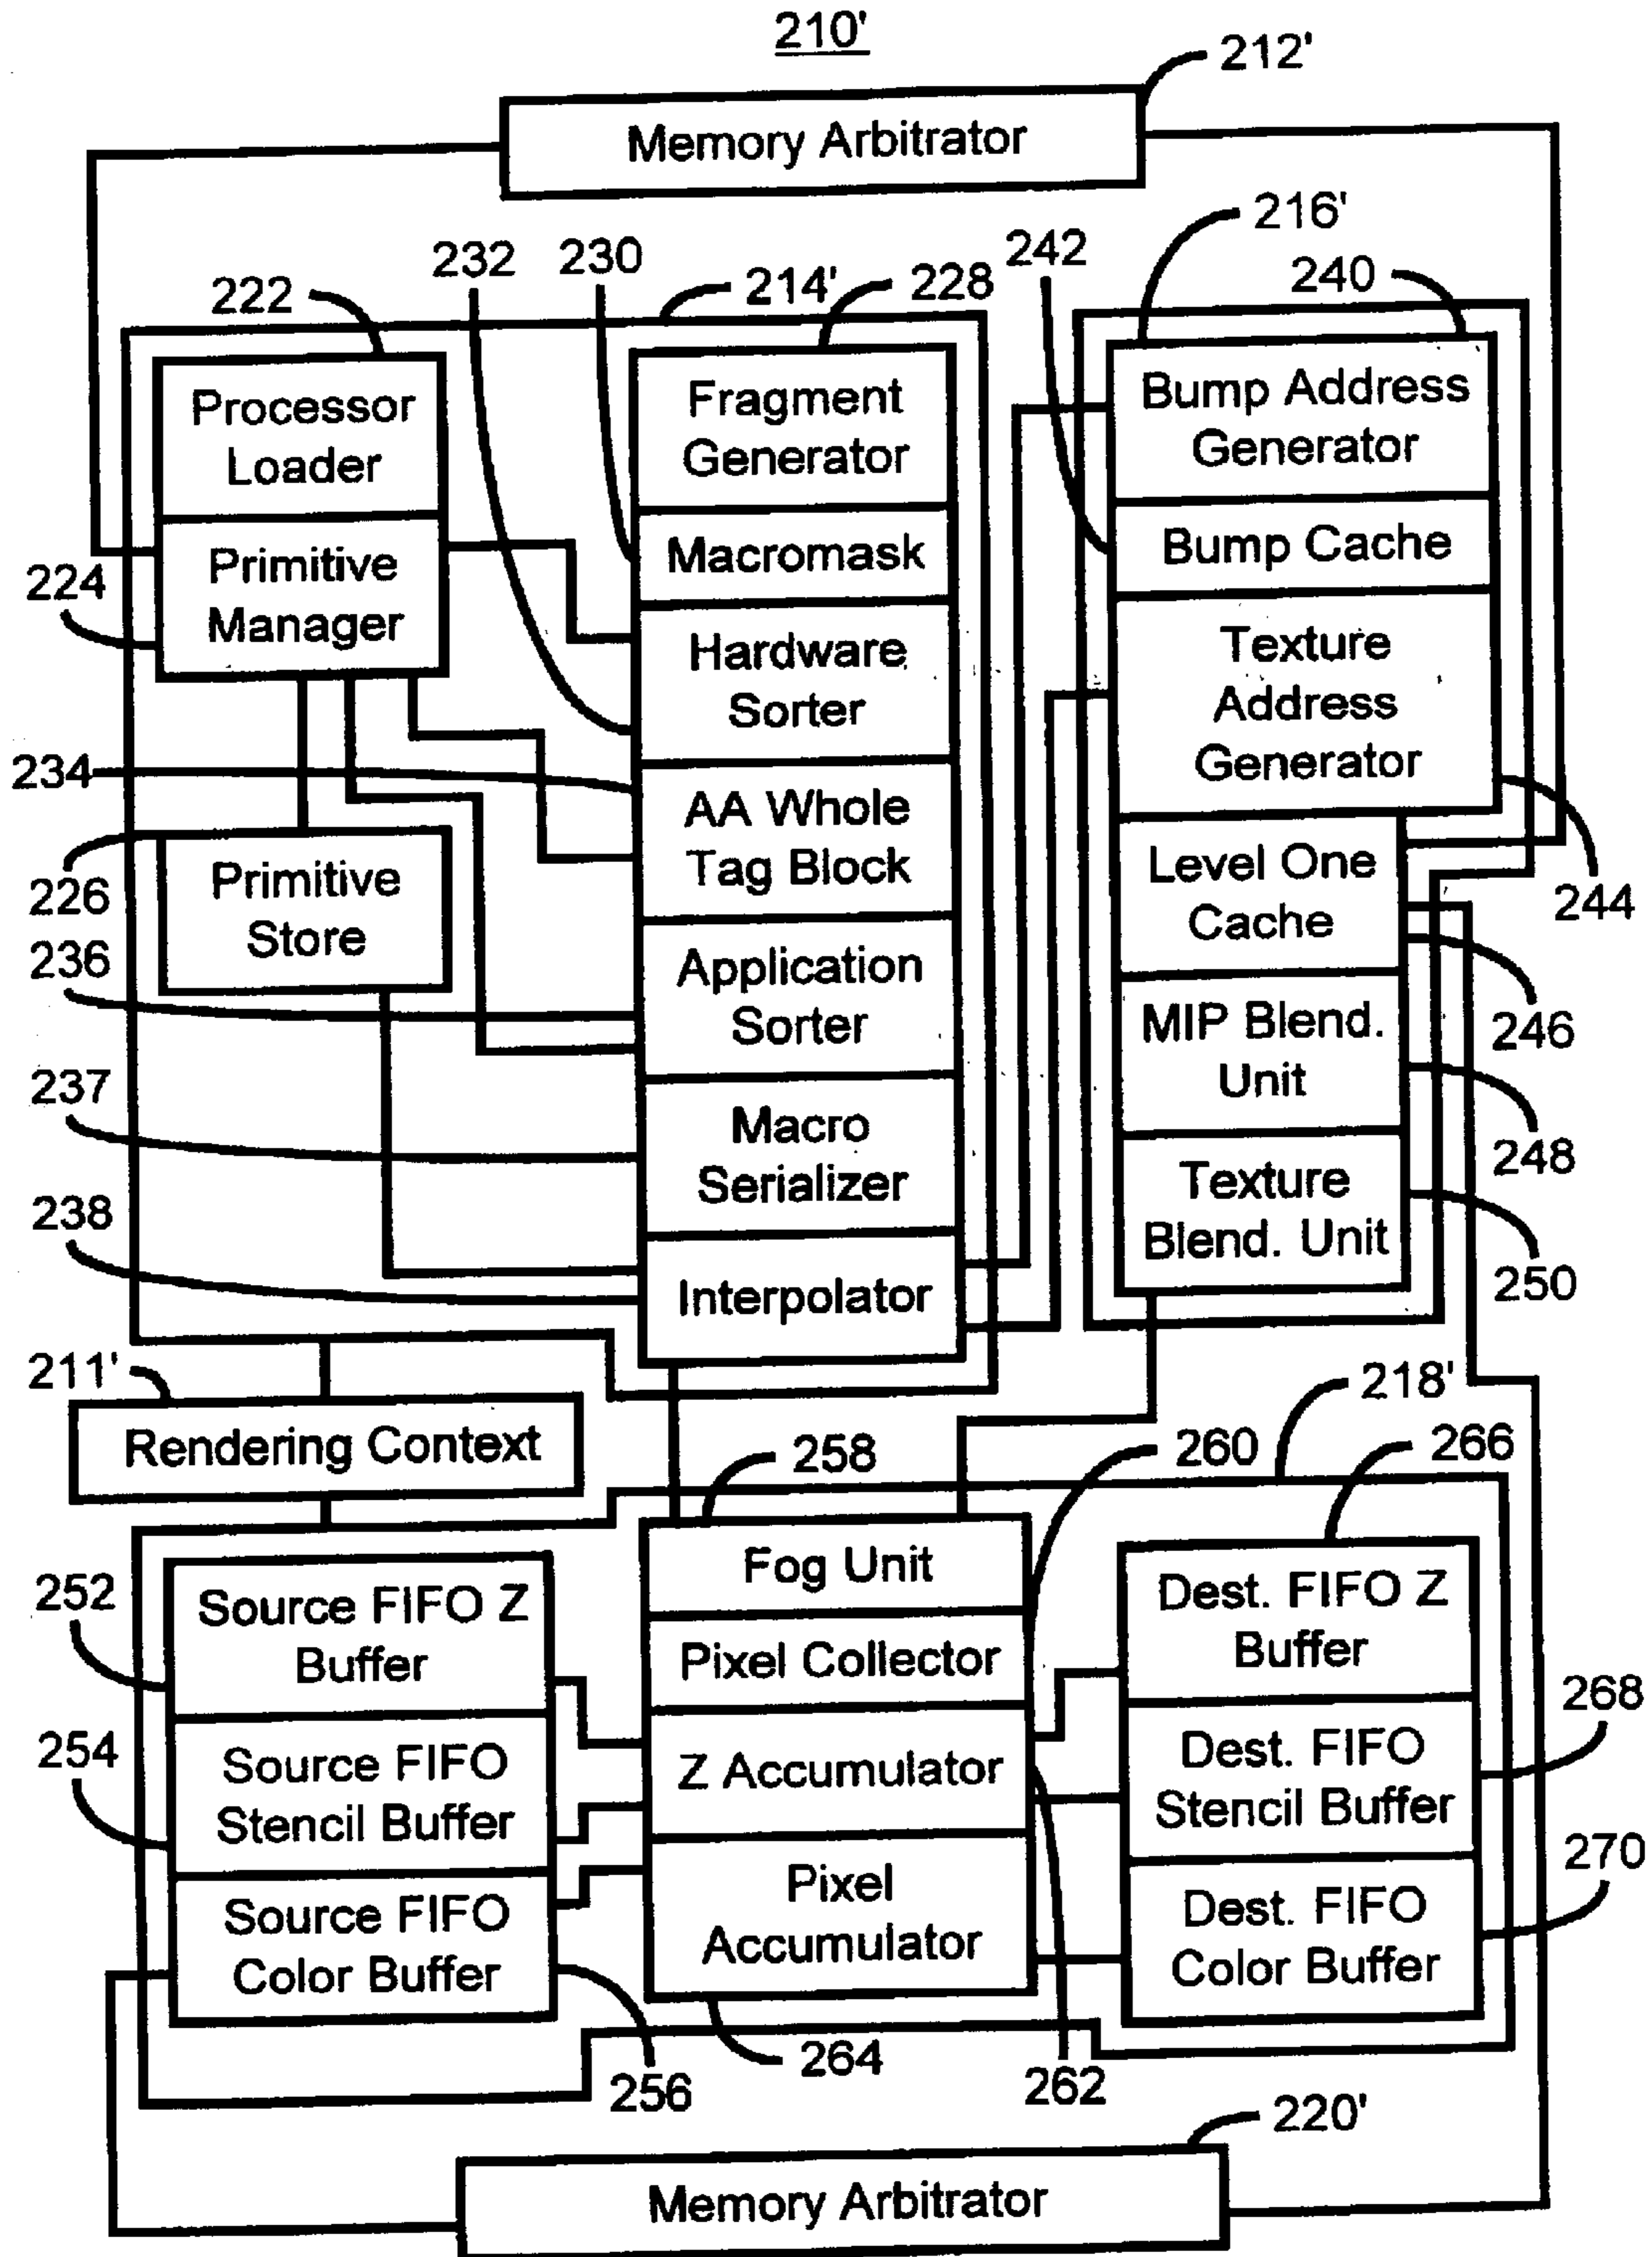 210'
212'
Memory Arbitrator
216'
232
230
242
222
214'
228
240
Processor
Loader
Primitive
Manager
224
234
226
Primitive
Store
236
237
238
Fragment
Generator
Macromask
Hardware
Sorter
AA Whole
Tag Block
Application
Sorter
Macro
Serializer
Interpolator
Bump Address
Generator
Bump Cache
Texture
Address
Generator
Level One
Cache
MIP Blend.
Unit
Texture
Blend. Unit
244
246
248
250
211'
Rendering Context
218'
258
260
266
252
Source FIFO Z
Buffer
254
Source FIFO
Stencil Buffer
Source FIFO
Color Buffer
Fog Unit
Pixel Collector
Z Accumulator
Pixel
Accumulator
Dest. FIFO Z
Buffer
Dest. FIFO
Stencil Buffer
Dest. FIFO
Color Buffer
268
270
256
264
262
220'
Memory Arbitrator